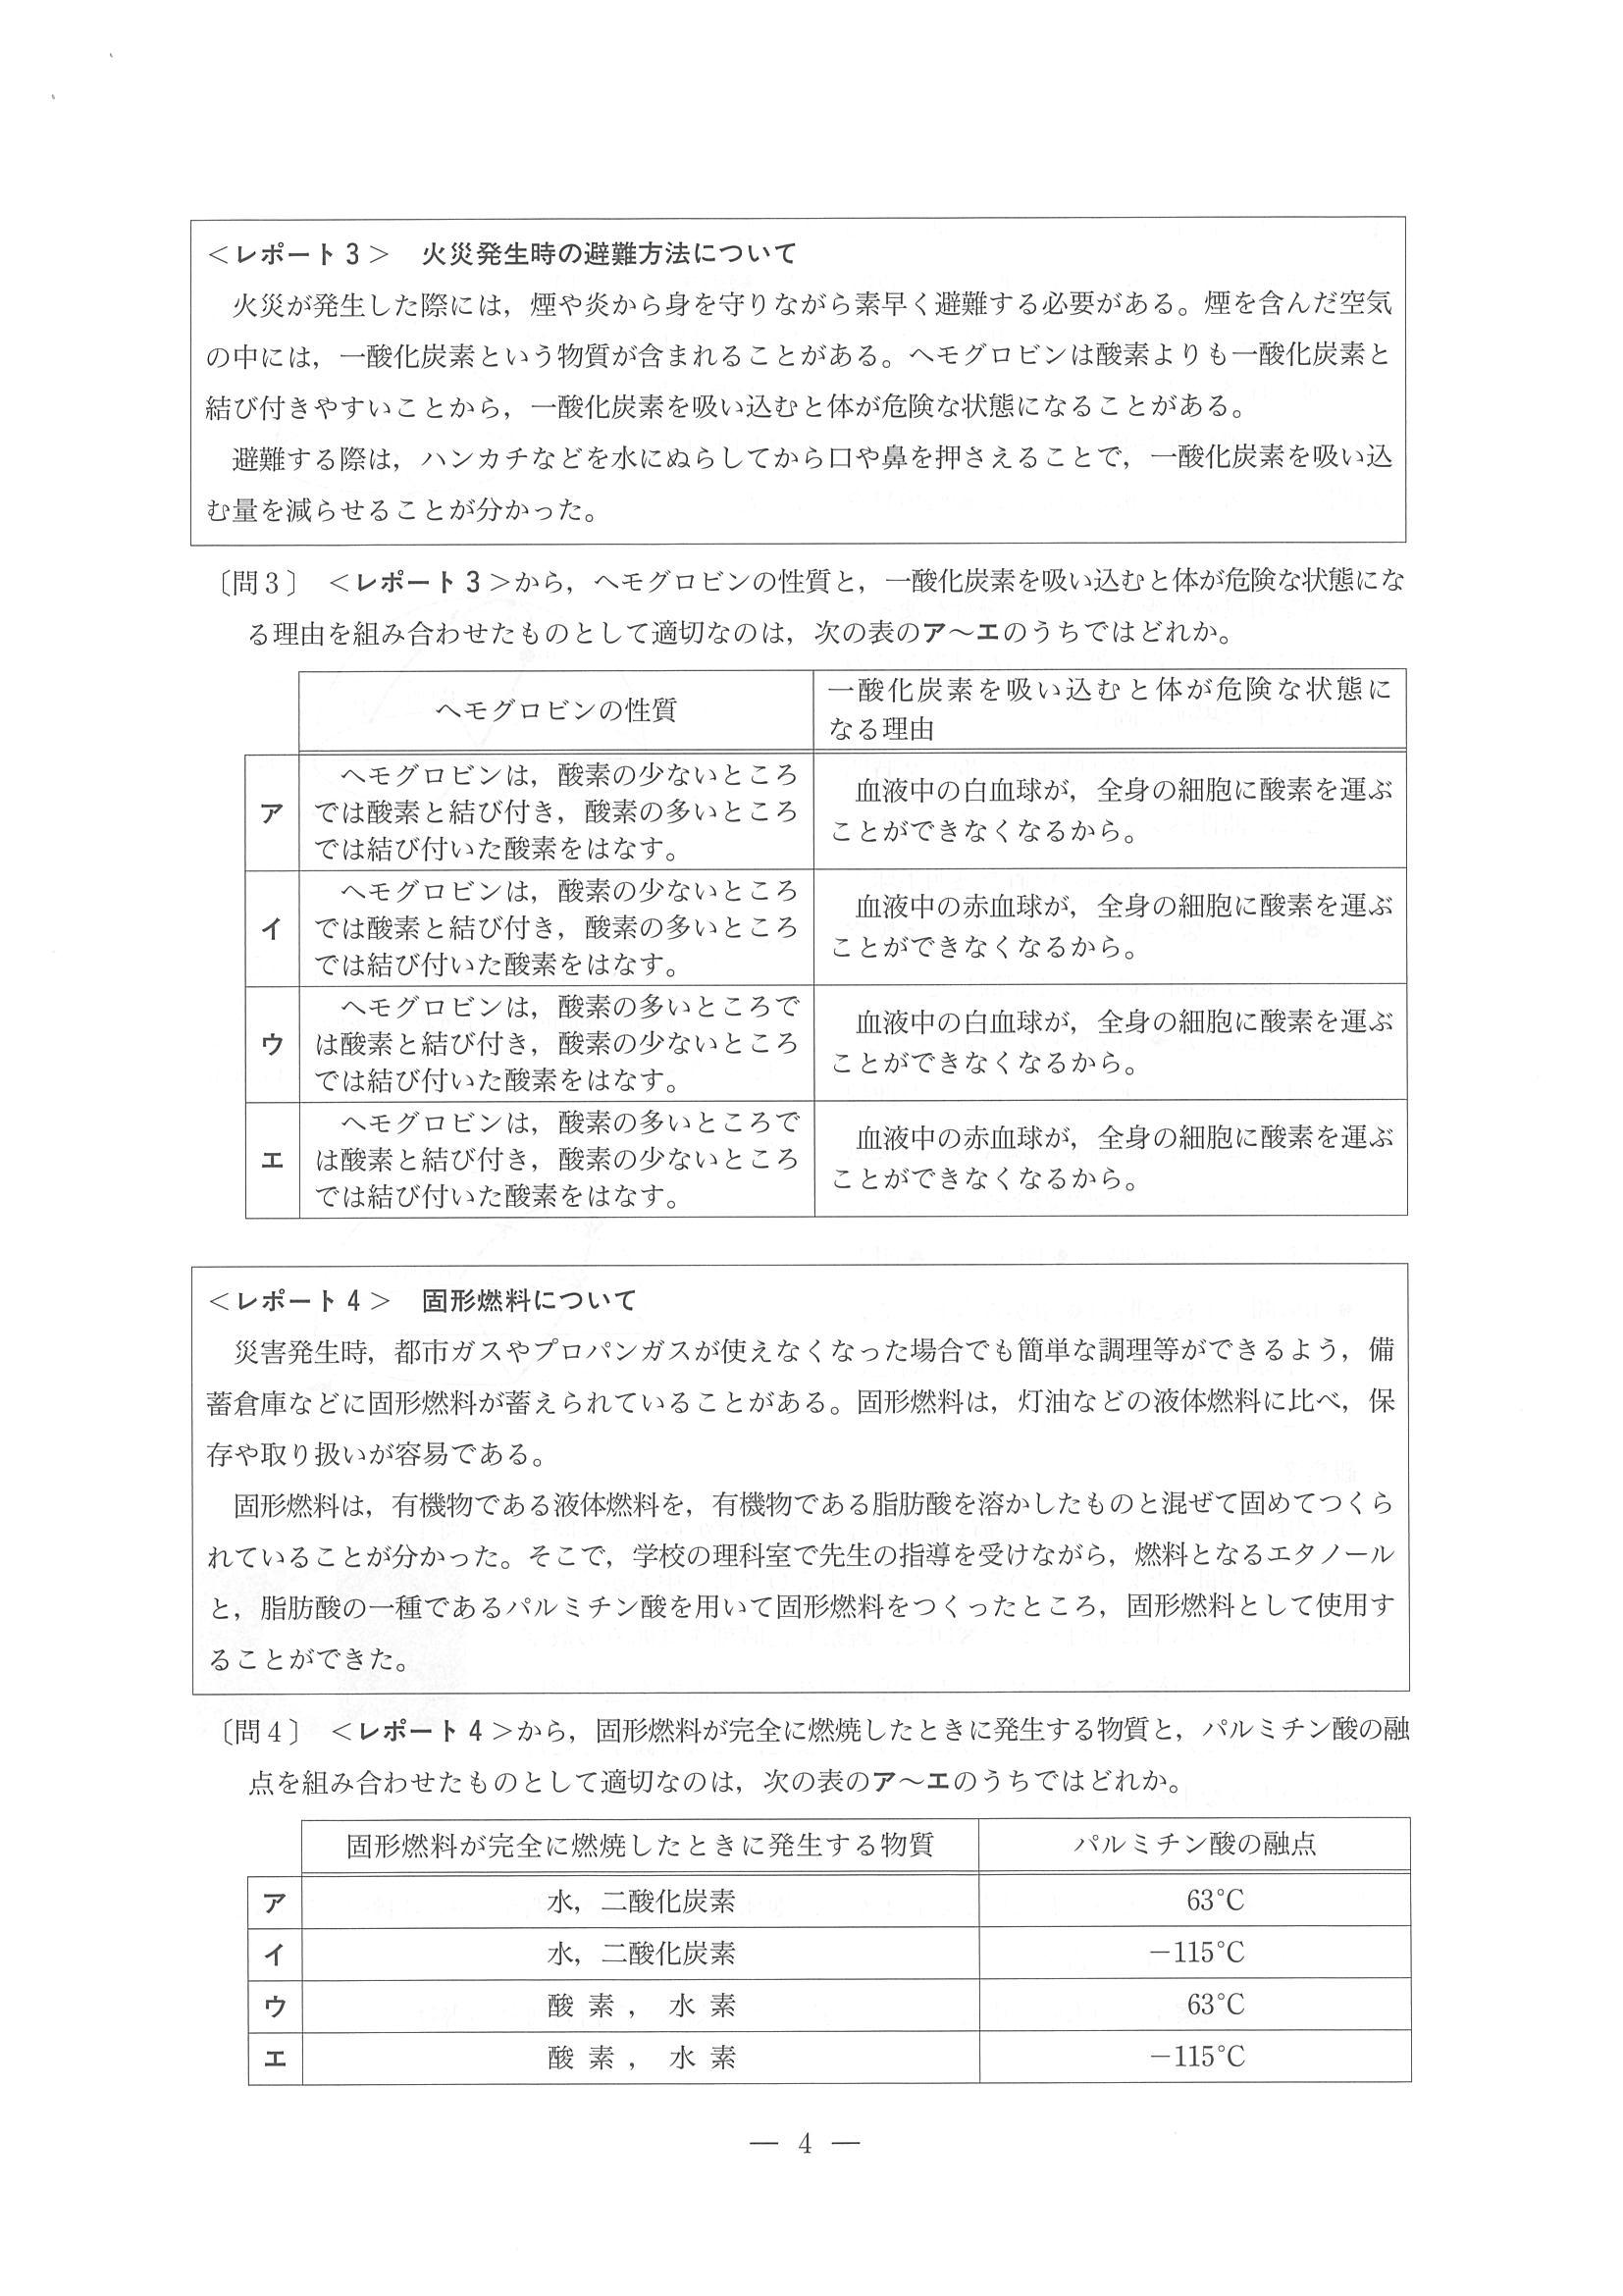 ＜レポート3＞　火災発生時の避難方法について
火災が発生した際には，煙や炎から身を守りながら素早く避難する必要がある。煙を含んだ空気
の中には，一酸化炭素という物質が含まれることがある。ヘモグロビンは酸素よりも一酸化炭素と
結び付きやすいことから，一酸化炭素を吸い込むと体が危険な状態になることがある。
避難する際は，ハンカチなどを水にぬらしてから口や鼻を押さえることで，一酸化炭素を吸い込
む量を減らせることが分かった。
〔問3〕＜レポート3＞から，ヘモグロビンの性質と，一酸化炭素を吸い込むと体が危険な状態にな
る理由を組み合わせたものとして適切なのは，次の表のア～エのうちではどれか。
ヘモグロビンの性質
一酸化炭素を吸い込むと体が危険な状態に
なる理由
ア
ヘモグロビンは，酸素の少ないところ
では酸素と結び付き，酸素の多いところ
では結び付いた酸素をはなす。
血液中の白血球が，全身の細胞に酸素を運ぶ
ことができなくなるから。
イ
ヘモグロビンは，酸素の少ないところ
では酸素と結び付き，酸素の多いところ
では結び付いた酸素をはなす。
血液中の赤血球が，全身の細胞に酸素を運ぶ
ことができなくなるから。
ウ
ヘモグロビンは，酸素の多いところで
は酸素と結び付き，酸素の少ないところ
では結び付いた酸素をはなす。
血液中の白血球が，全身の細胞に酸素を運ぶ
ことができなくなるから。
エ
ヘモグロビンは，酸素の多いところで
は酸素と結び付き，酸素の少ないところ
では結び付いた酸素をはなす。
血液中の赤血球が，全身の細胞に酸素を運ぶ
ことができなくなるから。
＜レポート4＞　固形燃料について
災害発生時，都市ガスやプロパンガスが使えなくなった場合でも簡単な調理等ができるよう，備
蓄倉庫などに固形燃料が蓄えられていることがある。固形燃料は，灯油などの液体燃料に比べ，保
存や取り扱いが容易である。
固形燃料は，有機物である液体燃料を，有機物である脂肪酸を溶かしたものと混ぜて固めてつくら
れていることが分かった。そこで，学校の理科室で先生の指導を受けながら，燃料となるエタノール
と，脂肪酸の一種であるパルミチン酸を用いて固形燃料をつくったところ，固形燃料として使用す
ることができた。
〔問4〕＜レポート4＞から，固形燃料が完全に燃焼したときに発生する物質と，パルミチン酸の融
点を組み合わせたものとして適切なのは，次の表のア～エのうちではどれか。
固形燃料が完全に燃焼したときに発生する物質　パルミチン酸の融点
ア　水，二酸化炭素　63℃
イ　水，二酸化炭素　－115℃
ウ　酸素，水素　63℃
エ　酸素，水素　－115℃
— 4 —